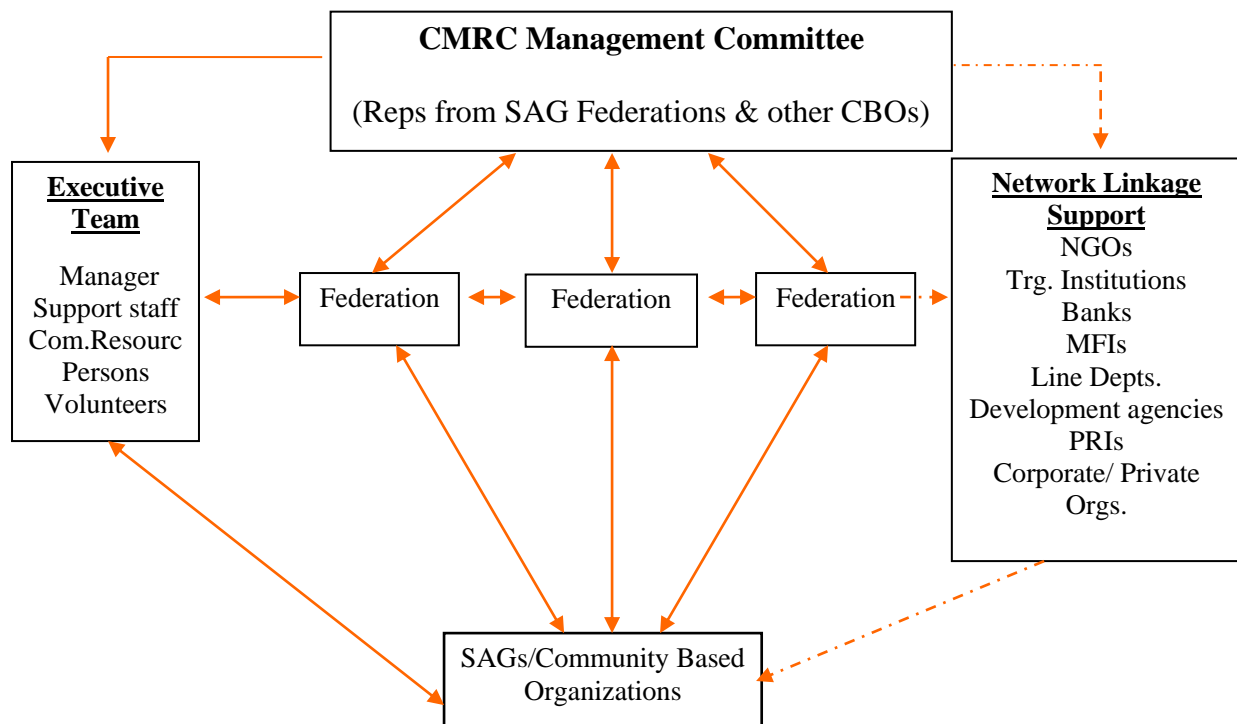 CMRC Management Committee
(Reps from SAG Federations & other CBOs)
Executive
Team
Manager
Support staff
Com.Resourc
Persons
Volunteers
Federation
Federation
Federation
Network Linkage
Support
NGOs
Trg. Institutions
Banks
MFIs
Line Depts.
Development agencies
PRIs
Corporate/ Private
Orgs.
SAGs/Community Based
Organizations